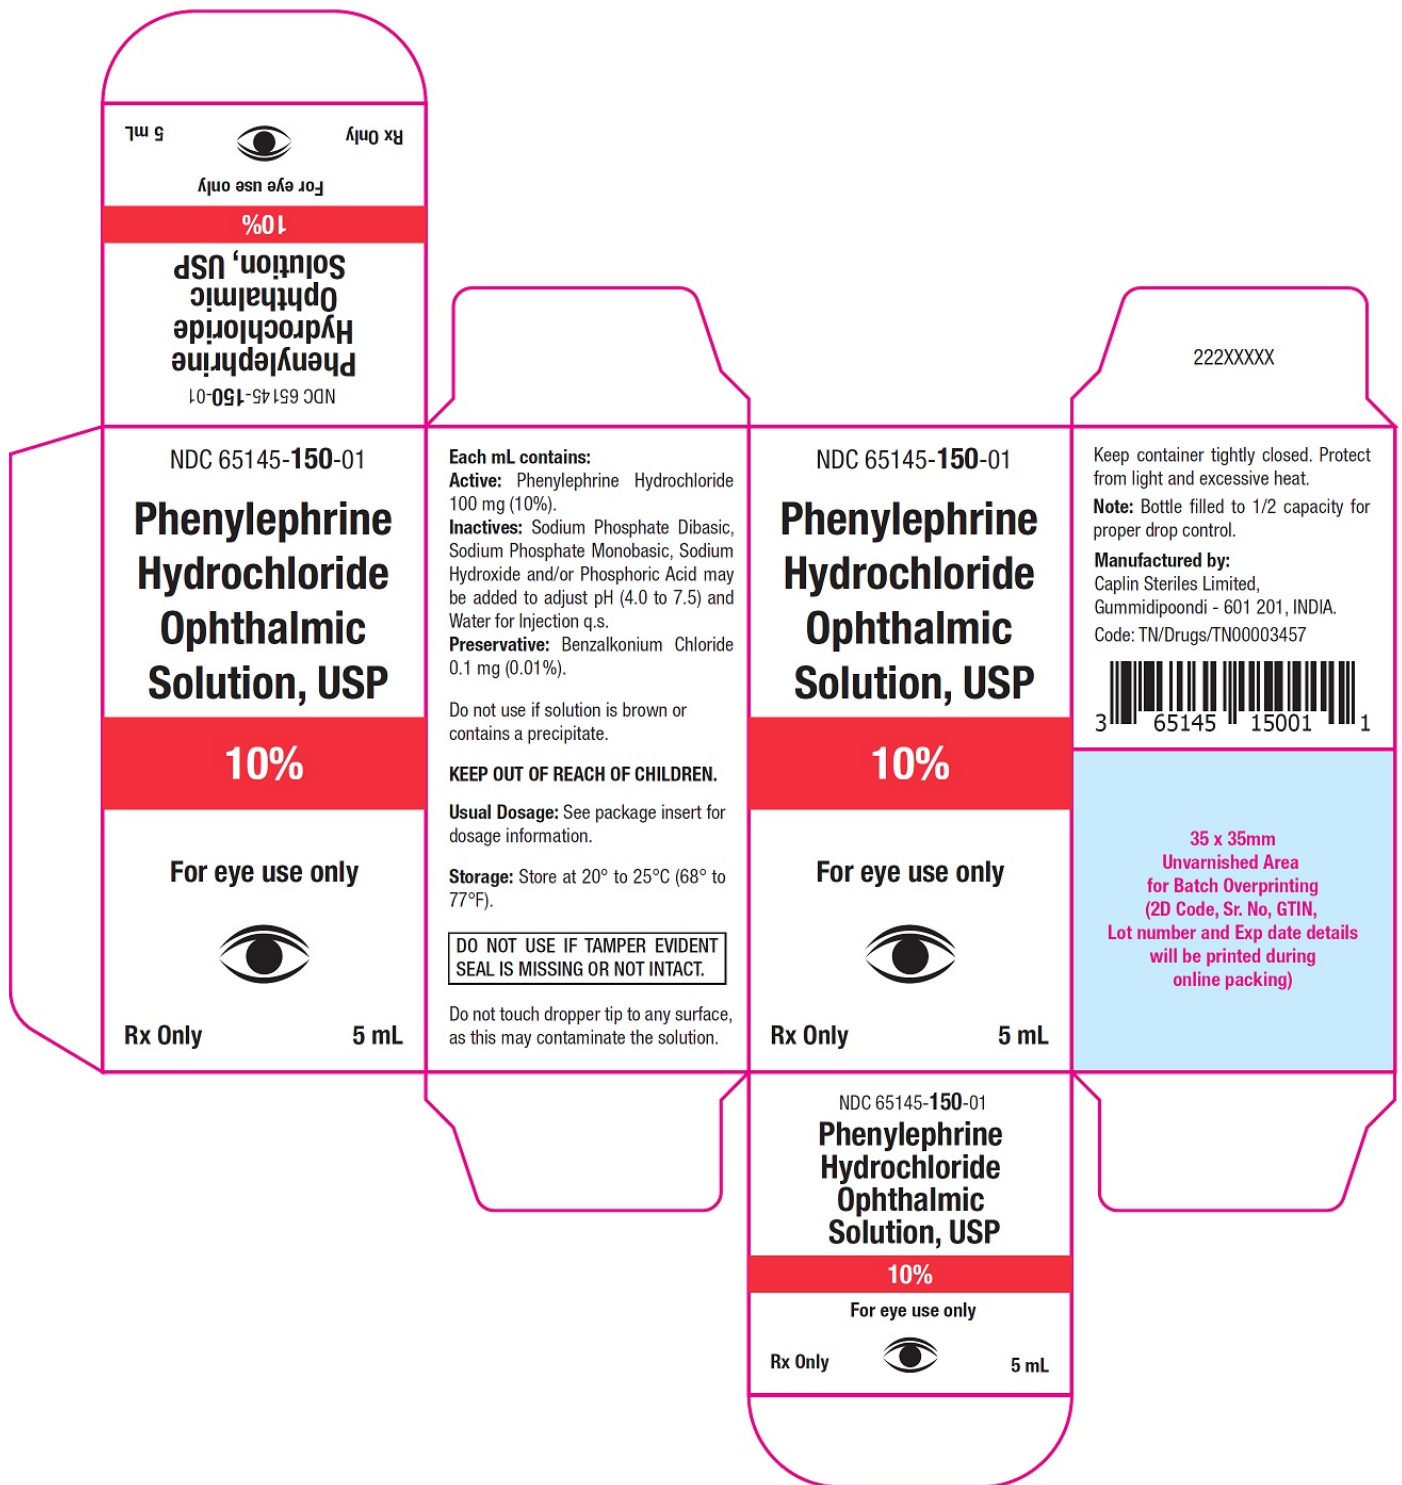 5 mL
Rx Only
For eye use only
10%
Phenylephrine
Hydrochloride
Ophthalmic
Solution, USP
NDC 65145-150-01
NDC 65145-150-01
Phenylephrine
Hydrochloride
Ophthalmic
Solution, USP
10%
For eye use only
Rx Only
5 mL
Each mL contains:
Active: Phenylephrine Hydrochloride
100 mg (10%).
Inactives: Sodium Phosphate Dibasic,
Sodium Phosphate Monobasic, Sodium
Hydroxide and/or Phosphoric Acid may
be added to adjust pH (4.0 to 7.5) and
Water for Injection q.s.
Preservative: Benzalkonium Chloride
0.1 mg (0.01%).
Do not use if solution is brown or
contains a precipitate.
KEEP OUT OF REACH OF CHILDREN.
Usual Dosage: See package insert for
dosage information.
Storage: Store at 20° to 25°C (68° to
77°F).
DO NOT USE IF TAMPER EVIDENT
SEAL IS MISSING OR NOT INTACT.
Do not touch dropper tip to any surface,
as this may contaminate the solution.
NDC 65145-150-01
Phenylephrine
Hydrochloride
Ophthalmic
Solution, USP
10%
For eye use only
Rx Only
5 mL
222XXXXX
Keep container tightly closed. Protect
from light and excessive heat.
Note: Bottle filled to 1/2 capacity for
proper drop control.
Manufactured by:
Caplin Steriles Limited,
Gummidipoondi - 601 201, INDIA.
Code: TN/Drugs/TN00003457
3 65145 15001 1
35 x 35mm
Unvarnished Area
for Batch Overprinting
(2D Code, Sr. No, GTIN,
Lot number and Exp date details
will be printed during
online packing)
NDC 65145-150-01
Phenylephrine
Hydrochloride
Ophthalmic
Solution, USP
10%
For eye use only
Rx Only
5 mL